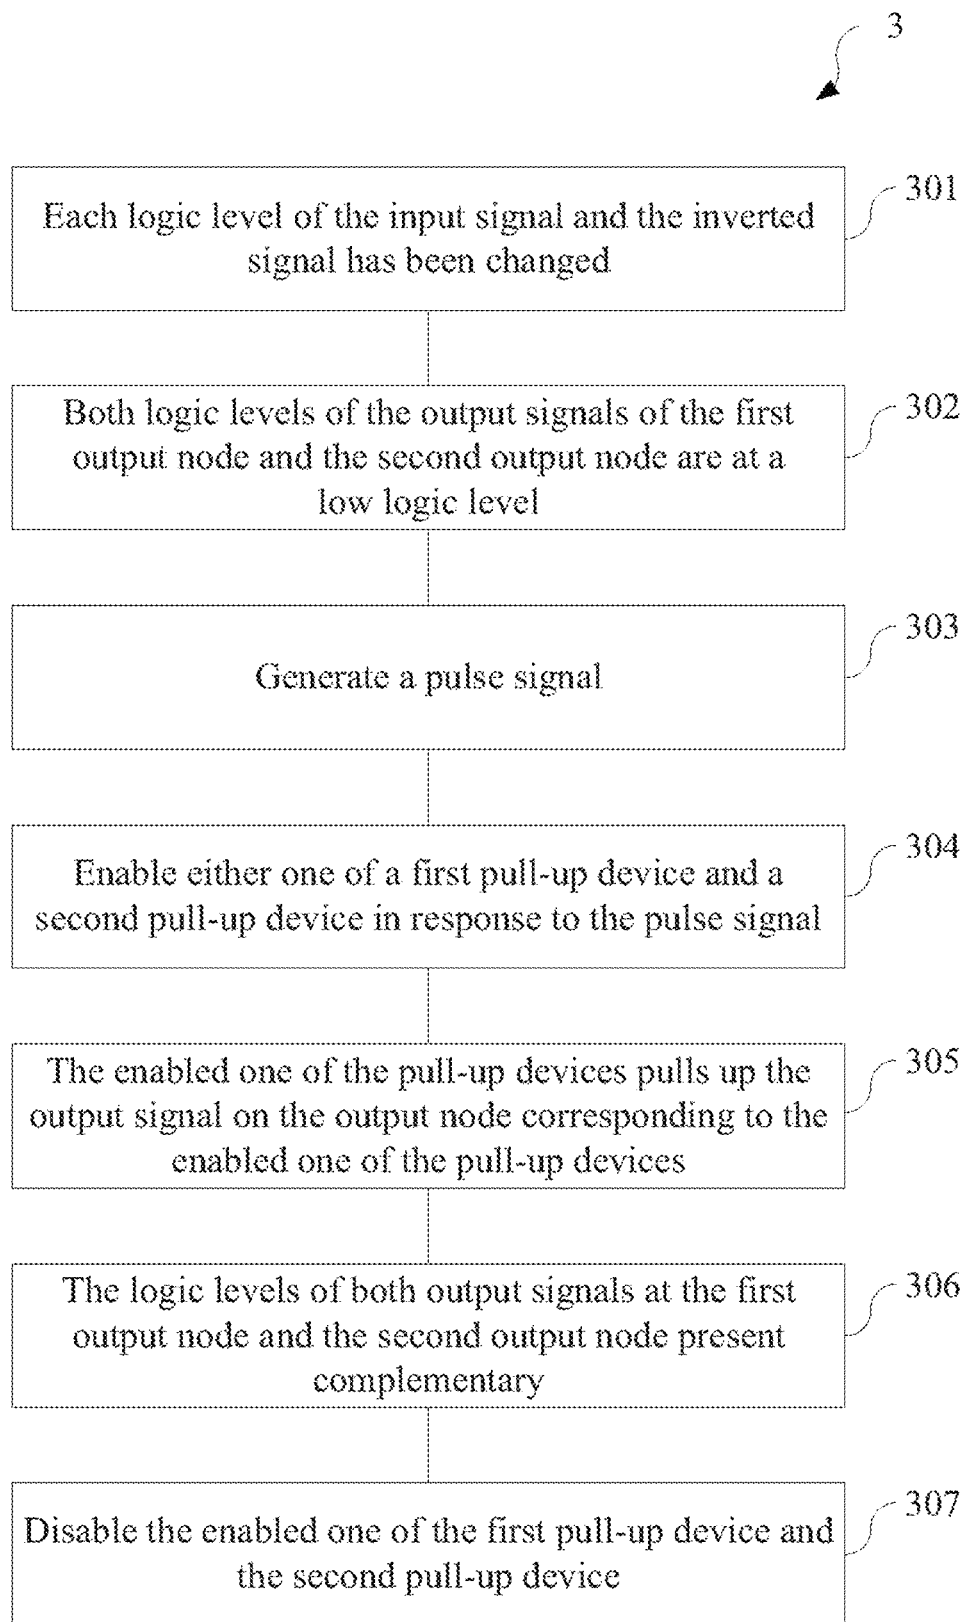 3
301
Each logic level of the input signal and the inverted
signal has been changed
302
Both logic levels of the output signals of the first
output node and the second output node are at a
low logic level
303
Generate a pulse signal
304
Enable either one of a first pull-up device and a
second pull-up device in response to the pulse signal
305
The enabled one of the pull-up devices pulls up the
output signal on the output node corresponding to the
enabled one of the pull-up devices
306
The logic levels of both output signals at the first
output node and the second output node present
complementary
307
Disable the enabled one of the first pull-up device and
the second pull-up device